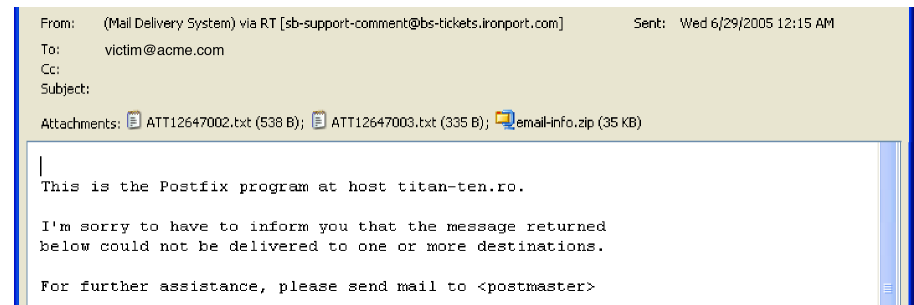 From: (Mail Delivery System) via RT [sb-support-comment@bs-tickets.ironport.com] Sent: Wed 6/29/2005 12:15 AM
To: victim@acme.com
Cc:
Subject:
Attachments: ATT12647002.txt (538 B); ATT12647003.txt (335 B); email-info.zip (35 KB)
This is the Postfix program at host titan-ten.ro.
I'm sorry to have to inform you that the message returned
below could not be delivered to one or more destinations.
For further assistance, please send mail to <postmaster>